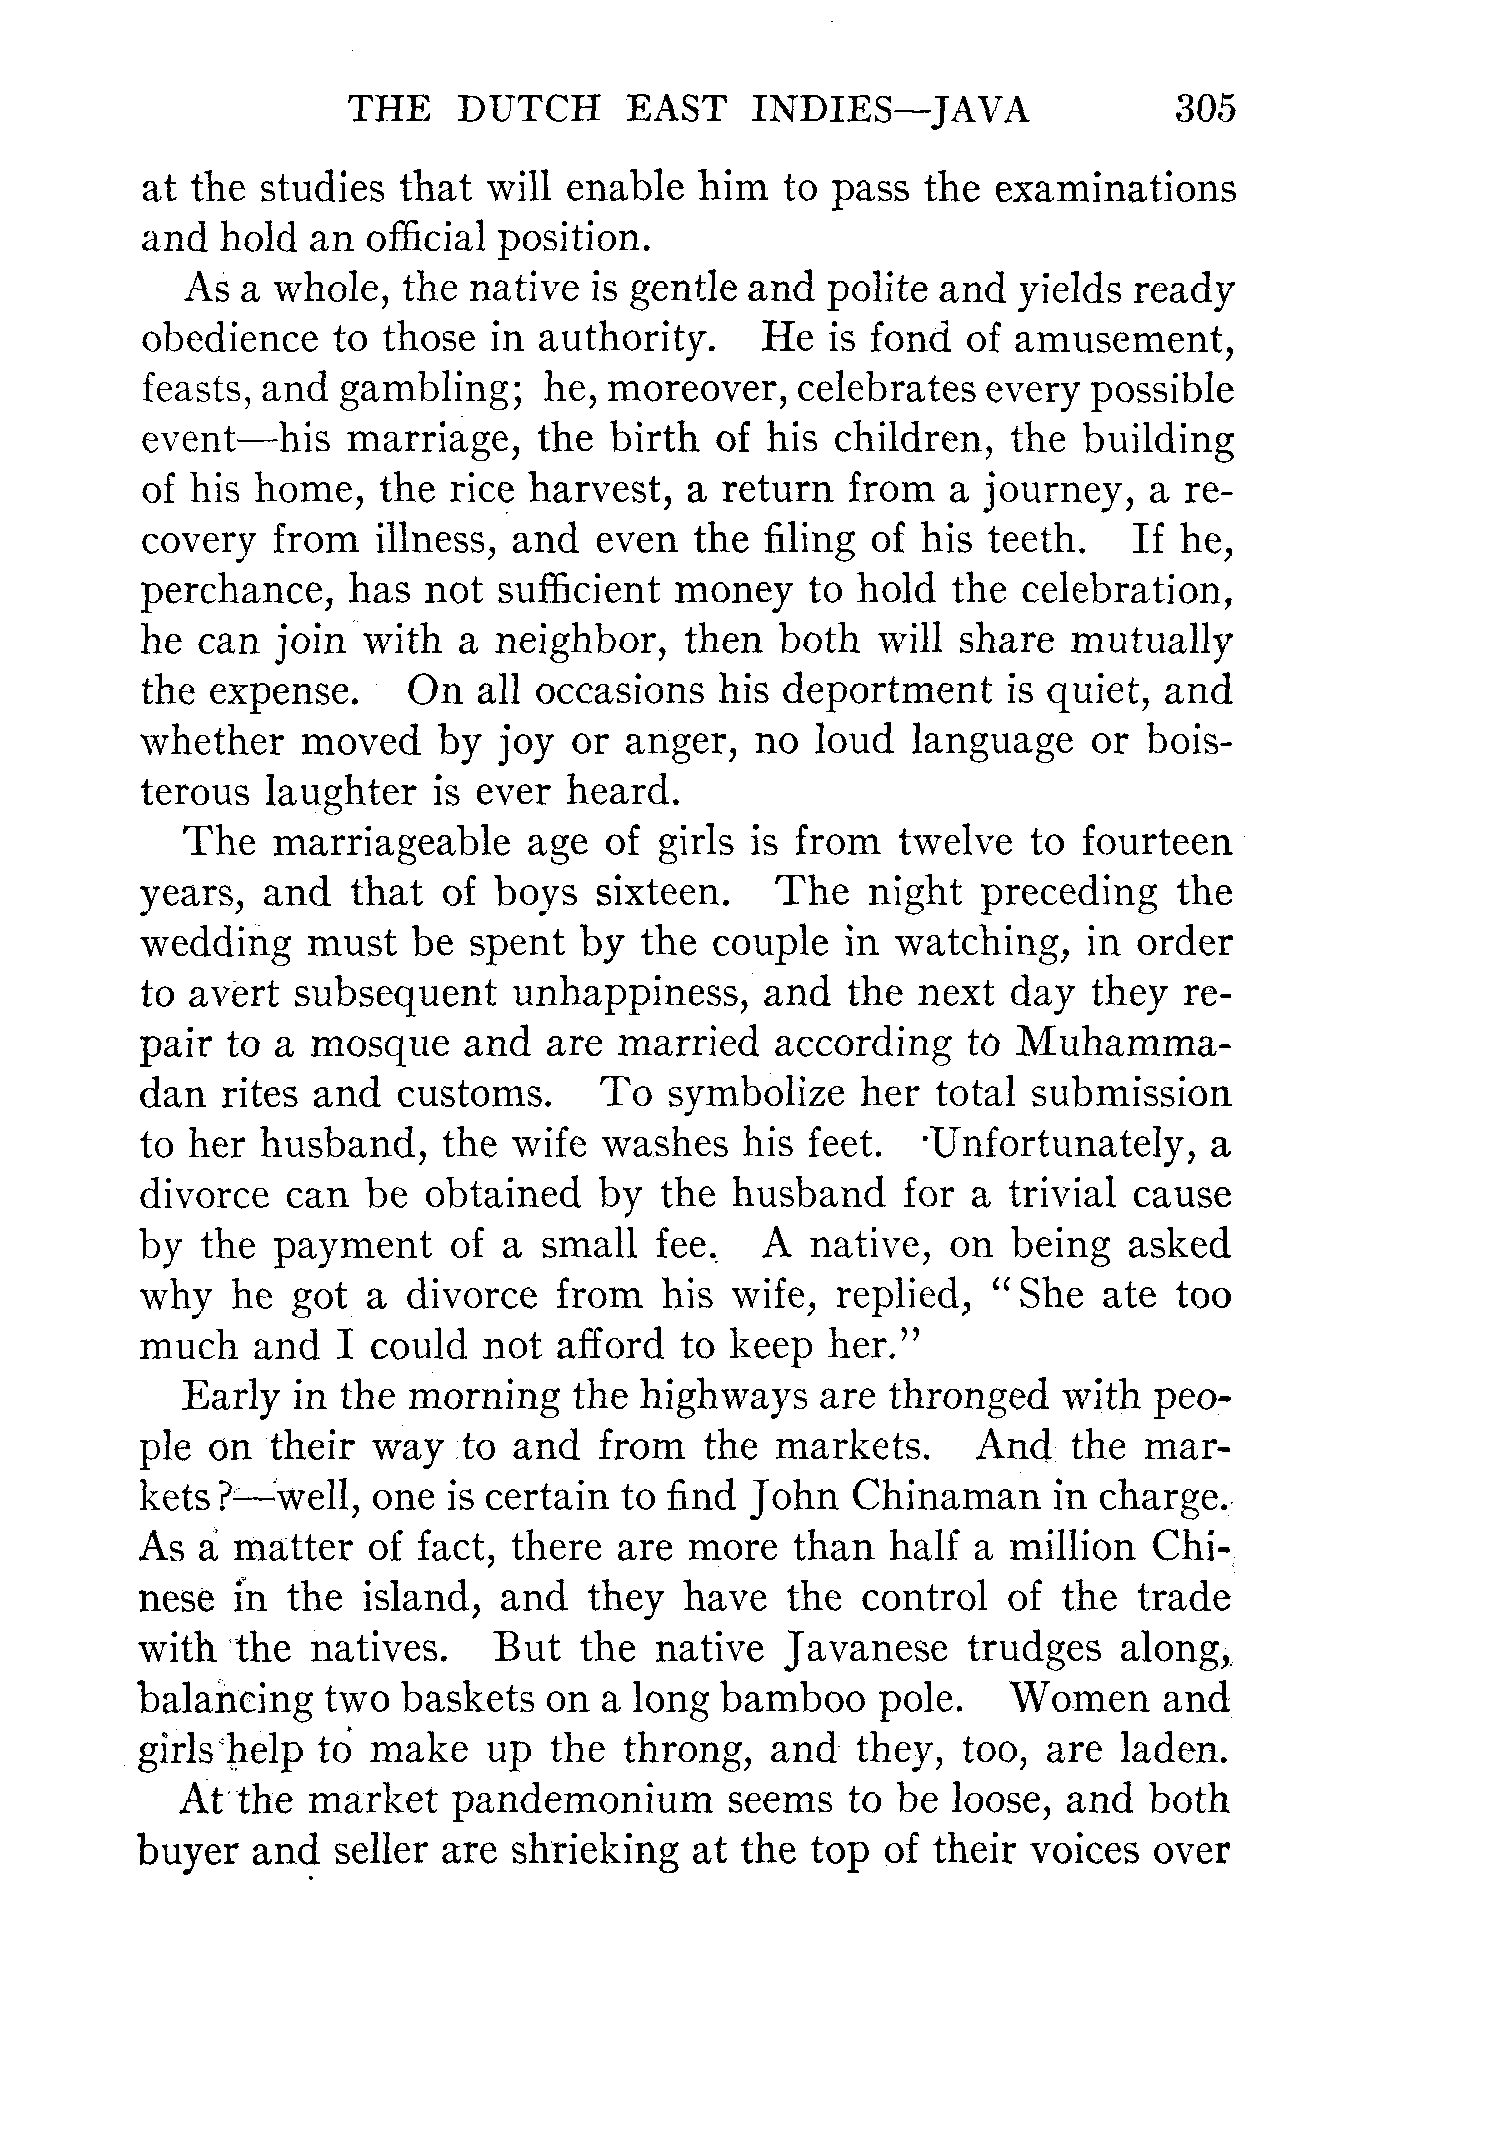 THE DUTCH EAST INDIES—JAVA 305
at the studies that will enable him to pass the examinations
and hold an official position.
As a whole, the native is gentle and polite and yields ready
obedience to those in authority. He is fond of amusement,
feasts, and gambling; he, moreover, celebrates every possible
event—his marriage, the birth of his children, the building
of his home, the rice harvest, a return from a journey, a re-
covery from illness, and even the filing of his teeth. If he,
perchance, has not sufficient money to hold the celebration,
he can join with a neighbor, then both will share mutually
the expense. On all occasions his deportment is quiet, and
whether moved by joy or anger, no loud language or bois-
terous laughter is ever heard.
The marriageable age of girls is from twelve to fourteen
years, and that of boys sixteen. The night preceding the
wedding must be spent by the couple in watching, in order
to avert subsequent unhappiness, and the next day they re-
pair to a mosque and are married according to Muhamma-
dan rites and customs. To symbolize her total submission
to her husband, the wife washes his feet. Unfortunately, a
divorce can be obtained by the husband for a trivial cause
by the payment of a small fee. A native, on being asked
why he got a divorce from his wife, replied, “She ate too
much and I could not afford to keep her.”
Early in the morning the highways are thronged with peo-
ple on their way to and from the markets. And the mar-
kets?—well, one is certain to find John Chinaman in charge.
As a matter of fact, there are more than half a million Chi-
nese in the island, and they have the control of the trade
with the natives. But the native Javanese trudges along,
balancing two baskets on a long bamboo pole. Women and
girls help to make up the throng, and they, too, are laden.
At the market pandemonium seems to be loose, and both
buyer and seller are shrieking at the top of their voices over